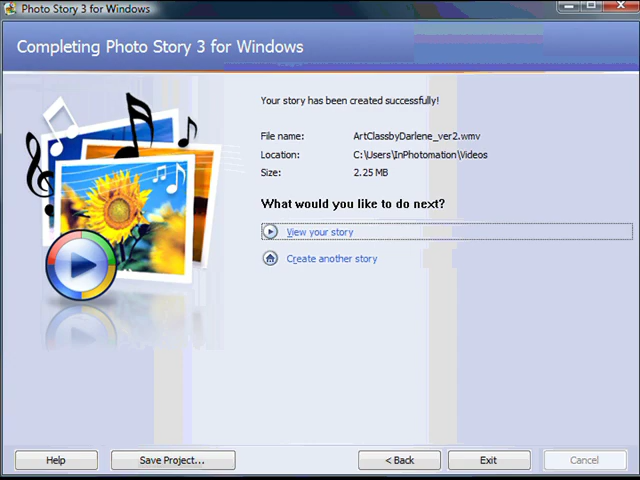 Photo Story 3 for Windows
Completing Photo Story 3 for Windows
Your story has been created successfully!
File name: ArtClassbyDarlene_ver2.wmv
Location: C:\Users\InPhotomation\Videos
Size: 2.25 MB
What would you like to do next?
View your story
Create another story
Help Save Project... < Back Exit Cancel